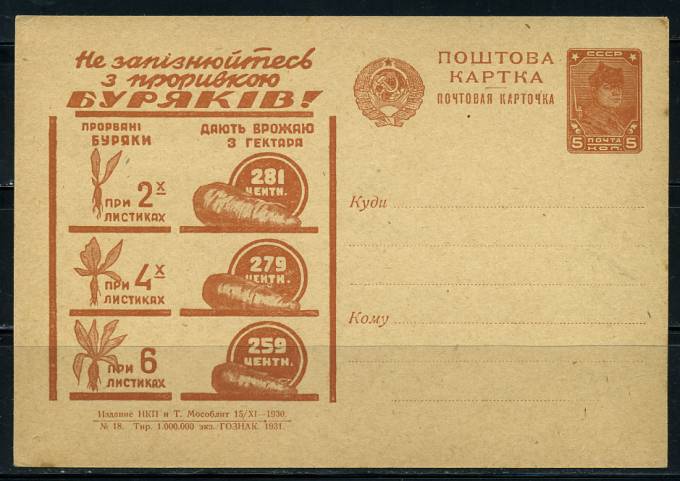 Не запізнюйтесь
з проривкою
БУРЯКІВ!
ПРОРВАНІ
БУРЯКИ
ДАЮТЬ ВРОЖАЮ
З ГЕКТАРА
ПРИ 2х
ЛИСТИКАХ
281
ЦЕНТН.
ПРИ 4х
ЛИСТИКАХ
279
ЦЕНТН.
ПРИ 6
ЛИСТИКАХ
259
ЦЕНТН.
Издание НКП и Т. Мособлит 15/XI—1930.
№ 18. Тир. 1.000.000 экз. ГОЗНАК. 1931.
ПОШТОВА
КАРТКА
ПОЧТОВАЯ КАРТОЧКА
СССР
5 ПОЧТА 5
КОП.
Куди
Кому